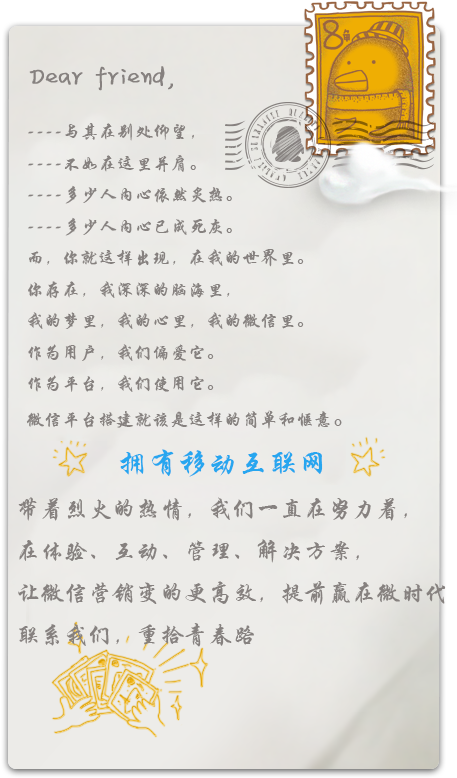 8角
Dear friend,
----与其在别处仰望，
----不如在这里并肩。
----多少人内心依然炙热。
----多少人内心已成死灰。
而，你就这样出现，在我的世界里。
你存在，我深深的脑海里，
我的梦里，我的心里，我的微信里。
作为用户，我们偏爱它。
作为平台，我们使用它。
微信平台搭建就该是这样的简单和惬意。
拥有移动互联网
带着烈火的热情，我们一直在努力着，
在体验、互动、管理、解决方案，
让微信营销变的更高效，提前赢在微时代
联系我们，重拾青春路